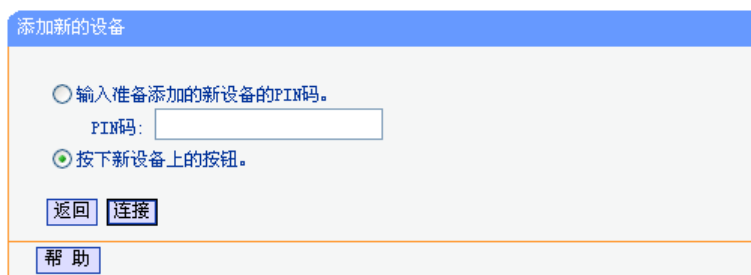 添加新的设备
输入准备添加的新设备的PIN码。
PIN码:
按下新设备上的按钮。
返回 连接
帮 助